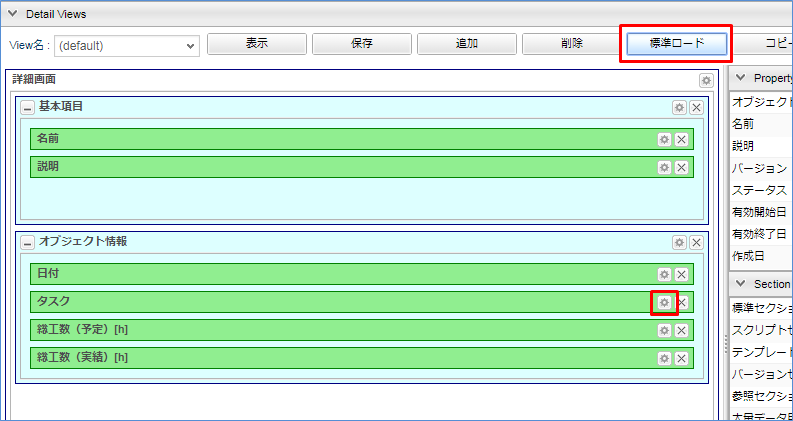 Detail Views
View名 : (default) 表示 保存 追加 削除 標準ロード コピー
詳細画面
基本項目
名前
説明
オブジェクト情報
日付
タスク
総工数（予定）[h]
総工数（実績）[h]
Property
オブジェクト
名前
説明
バージョン
ステータス
有効開始日
有効終了日
作成日
Section
標準セクショ
スクリプトセ
テンプレート
バージョンセ
参照セクショ
大量データ用